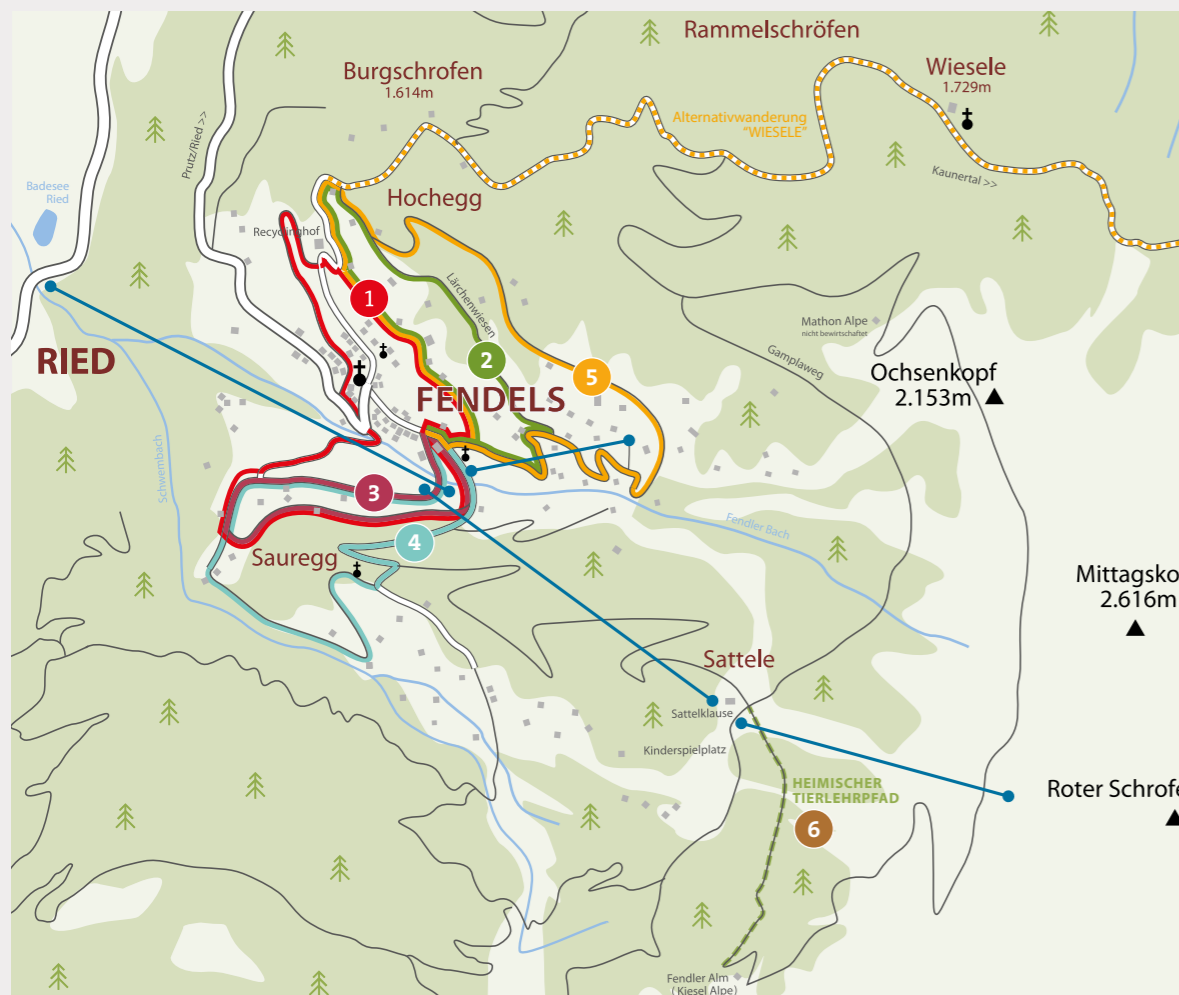 Rammelschröfen
Burgschrofen
1.614m
Wiesele
1.729m
Alternativwanderung
"WIESELE"
Prutz/Ried >>
Kaunertal >>
Badesee
Ried
Hochegg
Recyclinghof
Lärchenwiesen
1
2
5
Mathon Alpe
nicht bewirtschaftet
Gamplaweg
RIED
Ochsenkopf
2.153m
FENDELS
Schwembach
3
4
Fendler Bach
Sauregg
Mittagsko
2.616m
Sattele
Sattelklause
Kinderspielplatz
HEIMISCHER
TIERLEHRPFAD
6
Roter Schrofe
Fendler Alm
(Kiesel Alpe)